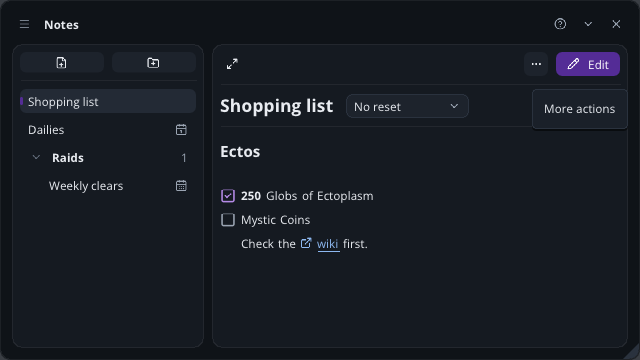 Notes
Shopping list
Dailies
Raids 1
Weekly clears
Edit
Shopping list No reset
More actions
Ectos
250 Globs of Ectoplasm
Mystic Coins
Check the wiki first.